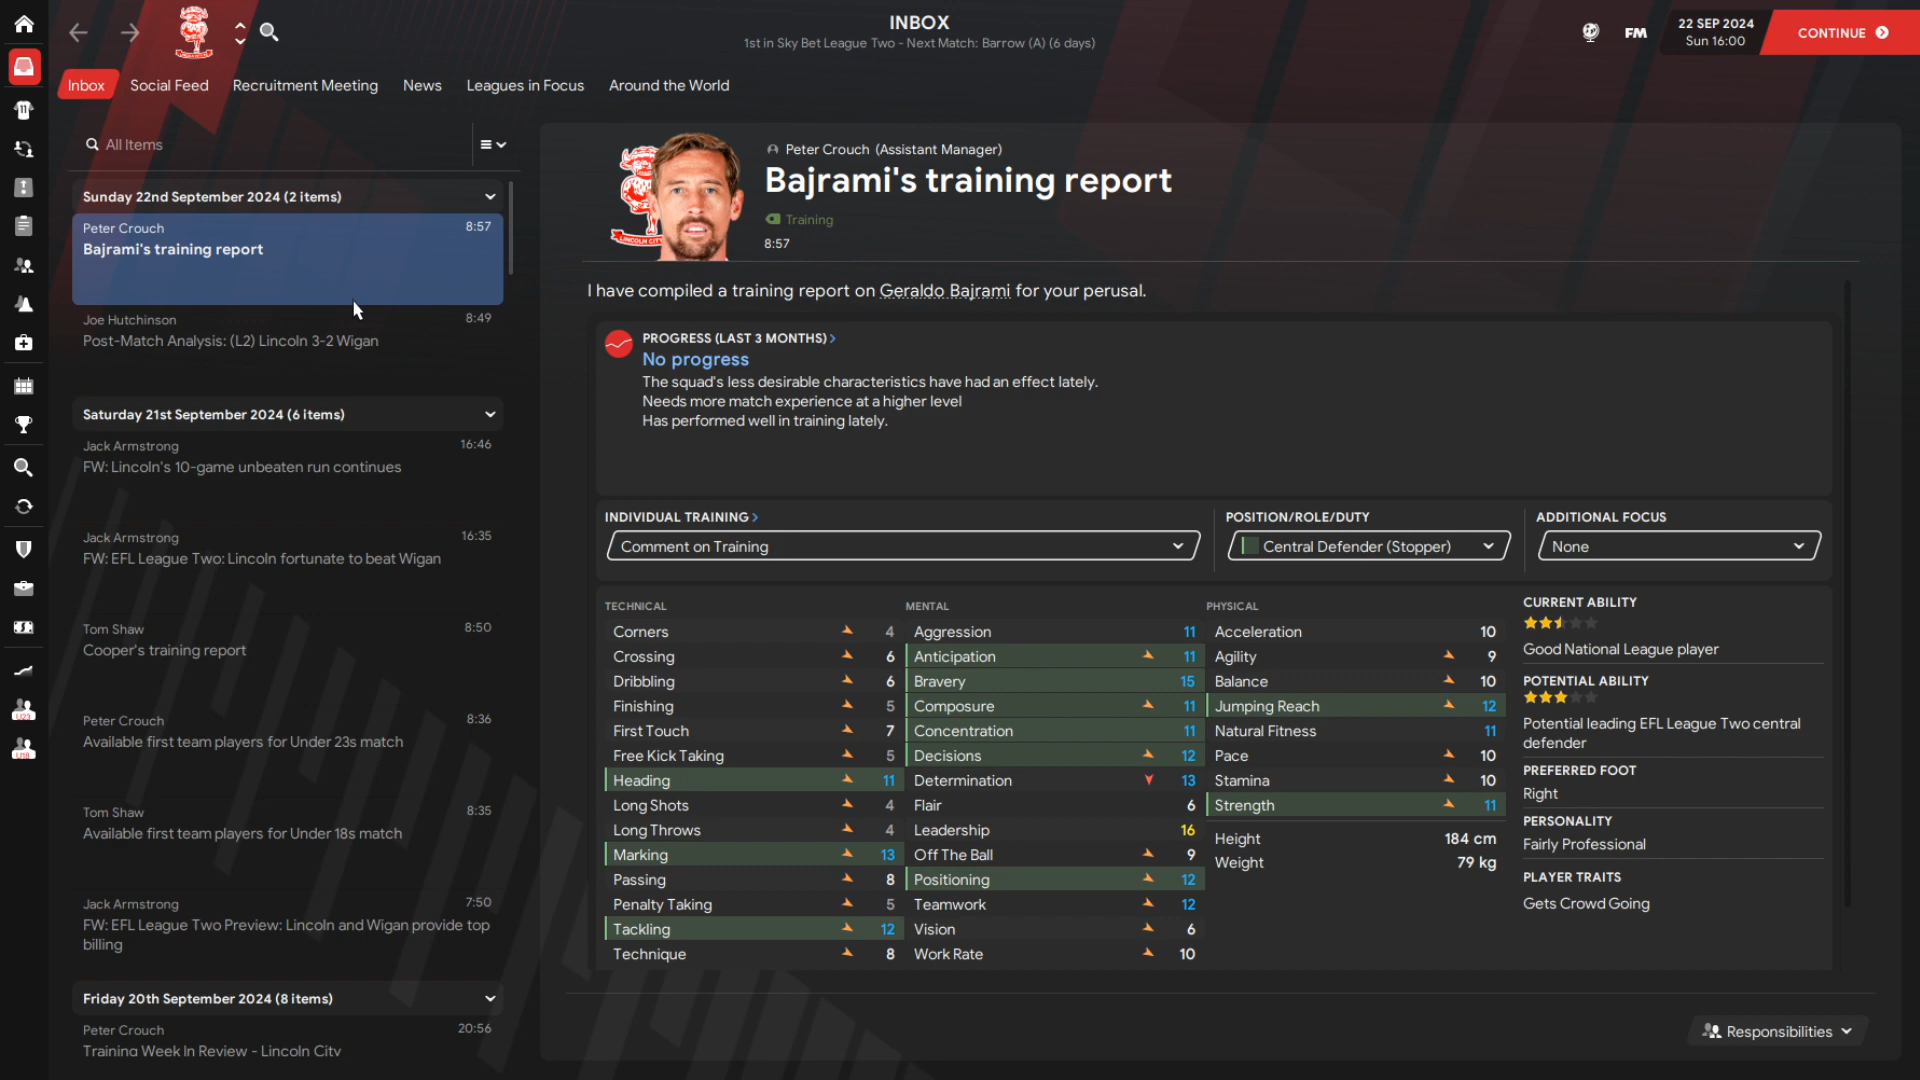 INBOX
1st in Sky Bet League Two - Next Match: Barrow (A) (6 days)
FM
22 SEP 2024
Sun 16:00
CONTINUE
Inbox
Social Feed
Recruitment Meeting
News
Leagues in Focus
Around the World
All Items
Sunday 22nd September 2024 (2 items)
Peter Crouch 8:57
Bajrami's training report
Joe Hutchinson 8:49
Post-Match Analysis: (L2) Lincoln 3-2 Wigan
Saturday 21st September 2024 (6 items)
Jack Armstrong 16:46
FW: Lincoln's 10-game unbeaten run continues
Jack Armstrong 16:35
FW: EFL League Two: Lincoln fortunate to beat Wigan
Tom Shaw 8:50
Cooper's training report
Peter Crouch 8:36
Available first team players for Under 23s match
Tom Shaw 8:35
Available first team players for Under 18s match
Jack Armstrong 7:50
FW: EFL League Two Preview: Lincoln and Wigan provide top
billing
Friday 20th September 2024 (8 items)
Peter Crouch 20:56
Training Week In Review - Lincoln City
11
U23
U18
LINCOLN CITY
Peter Crouch (Assistant Manager)
Bajrami's training report
Training
8:57
I have compiled a training report on Geraldo Bajrami for your perusal.
PROGRESS (LAST 3 MONTHS)
No progress
The squad's less desirable characteristics have had an effect lately.
Needs more match experience at a higher level
Has performed well in training lately.
INDIVIDUAL TRAINING
Comment on Training
POSITION/ROLE/DUTY
Central Defender (Stopper)
ADDITIONAL FOCUS
None
TECHNICAL
Corners 4
Crossing 6
Dribbling 6
Finishing 5
First Touch 7
Free Kick Taking 5
Heading 11
Long Shots 4
Long Throws 4
Marking 13
Passing 8
Penalty Taking 5
Tackling 12
Technique 8
MENTAL
Aggression 11
Anticipation 11
Bravery 15
Composure 11
Concentration 11
Decisions 12
Determination 13
Flair 6
Leadership 16
Off The Ball 9
Positioning 12
Teamwork 12
Vision 6
Work Rate 10
PHYSICAL
Acceleration 10
Agility 9
Balance 10
Jumping Reach 12
Natural Fitness 11
Pace 10
Stamina 10
Strength 11
Height 184 cm
Weight 79 kg
CURRENT ABILITY
Good National League player
POTENTIAL ABILITY
Potential leading EFL League Two central
defender
PREFERRED FOOT
Right
PERSONALITY
Fairly Professional
PLAYER TRAITS
Gets Crowd Going
Responsibilities